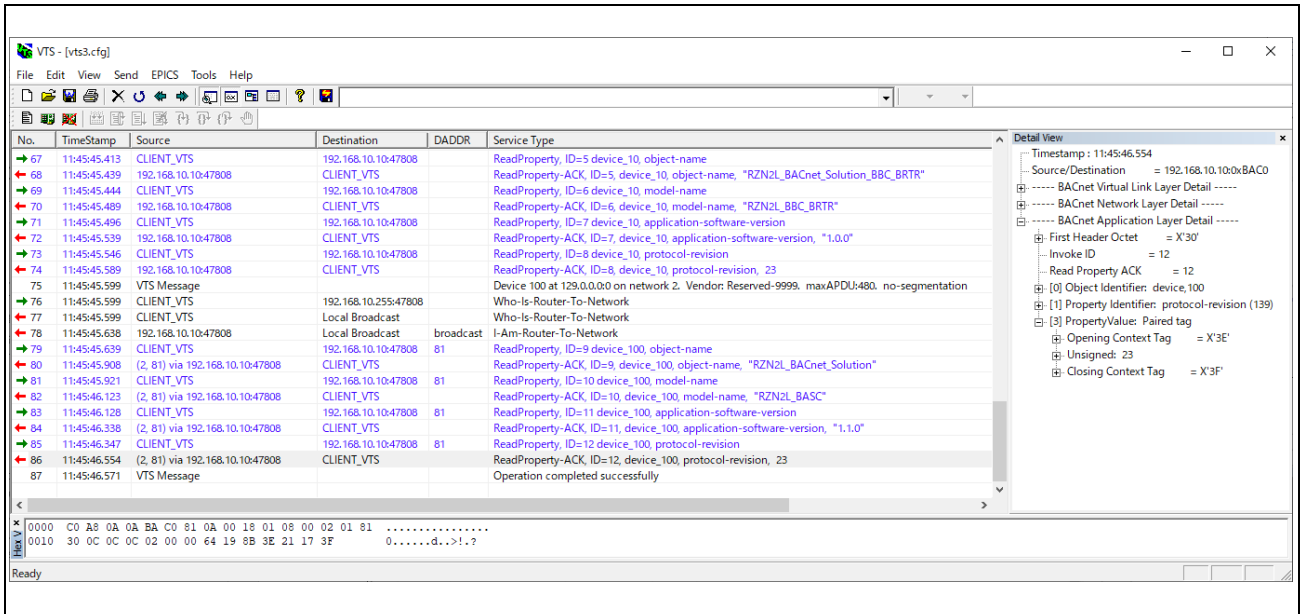 VTS - [vts3.cfg]
File Edit View Send EPICS Tools Help
No. TimeStamp Source Destination DADDR Service Type
67 11:45:45.413 CLIENT_VTS 192.168.10.10:47808 ReadProperty, ID=5 device_10, object-name
68 11:45:45.439 192.168.10.10:47808 CLIENT_VTS ReadProperty-ACK, ID=5, device_10, object-name, "RZN2L_BACnet_Solution_BBC_BRTR"
69 11:45:45.444 CLIENT_VTS 192.168.10.10:47808 ReadProperty, ID=6 device_10, model-name
70 11:45:45.489 192.168.10.10:47808 CLIENT_VTS ReadProperty-ACK, ID=6, device_10, model-name, "RZN2L_BBC_BRTR"
71 11:45:45.496 CLIENT_VTS 192.168.10.10:47808 ReadProperty, ID=7 device_10, application-software-version
72 11:45:45.539 192.168.10.10:47808 CLIENT_VTS ReadProperty-ACK, ID=7, device_10, application-software-version, "1.0.0"
73 11:45:45.546 CLIENT_VTS 192.168.10.10:47808 ReadProperty, ID=8 device_10, protocol-revision
74 11:45:45.589 192.168.10.10:47808 CLIENT_VTS ReadProperty-ACK, ID=8, device_10, protocol-revision, 23
75 11:45:45.599 VTS Message Device 100 at 129.0.0.0:0 on network 2. Vendor: Reserved-9999. maxAPDU:480. no-segmentation
76 11:45:45.599 CLIENT_VTS 192.168.10.255:47808 Who-Is-Router-To-Network
77 11:45:45.599 CLIENT_VTS Local Broadcast Who-Is-Router-To-Network
78 11:45:45.638 192.168.10.10:47808 Local Broadcast broadcast I-Am-Router-To-Network
79 11:45:45.639 CLIENT_VTS 192.168.10.10:47808 81 ReadProperty, ID=9 device_100, object-name
80 11:45:45.908 (2, 81) via 192.168.10.10:47808 CLIENT_VTS ReadProperty-ACK, ID=9, device_100, object-name, "RZN2L_BACnet_Solution"
81 11:45:45.921 CLIENT_VTS 192.168.10.10:47808 81 ReadProperty, ID=10 device_100, model-name
82 11:45:46.123 (2, 81) via 192.168.10.10:47808 CLIENT_VTS ReadProperty-ACK, ID=10, device_100, model-name, "RZN2L_BASC"
83 11:45:46.128 CLIENT_VTS 192.168.10.10:47808 81 ReadProperty, ID=11 device_100, application-software-version
84 11:45:46.338 (2, 81) via 192.168.10.10:47808 CLIENT_VTS ReadProperty-ACK, ID=11, device_100, application-software-version, "1.1.0"
85 11:45:46.347 CLIENT_VTS 192.168.10.10:47808 81 ReadProperty, ID=12 device_100, protocol-revision
86 11:45:46.554 (2, 81) via 192.168.10.10:47808 CLIENT_VTS ReadProperty-ACK, ID=12, device_100, protocol-revision, 23
87 11:45:46.571 VTS Message Operation completed successfully
Detail View
Timestamp : 11:45:46.554
Source/Destination = 192.168.10.10:0xBAC0
----- BACnet Virtual Link Layer Detail -----
----- BACnet Network Layer Detail -----
----- BACnet Application Layer Detail -----
First Header Octet = X'30'
Invoke ID = 12
Read Property ACK = 12
[0] Object Identifier: device,100
[1] Property Identifier: protocol-revision (139)
[3] PropertyValue: Paired tag
Opening Context Tag = X'3E'
Unsigned: 23
Closing Context Tag = X'3F'
Hex V
0000 C0 A8 0A 0A BA C0 81 0A 00 18 01 08 00 02 01 81 ................
0010 30 0C 0C 0C 02 00 00 64 19 8B 3E 21 17 3F 0......d..>!.?
Ready